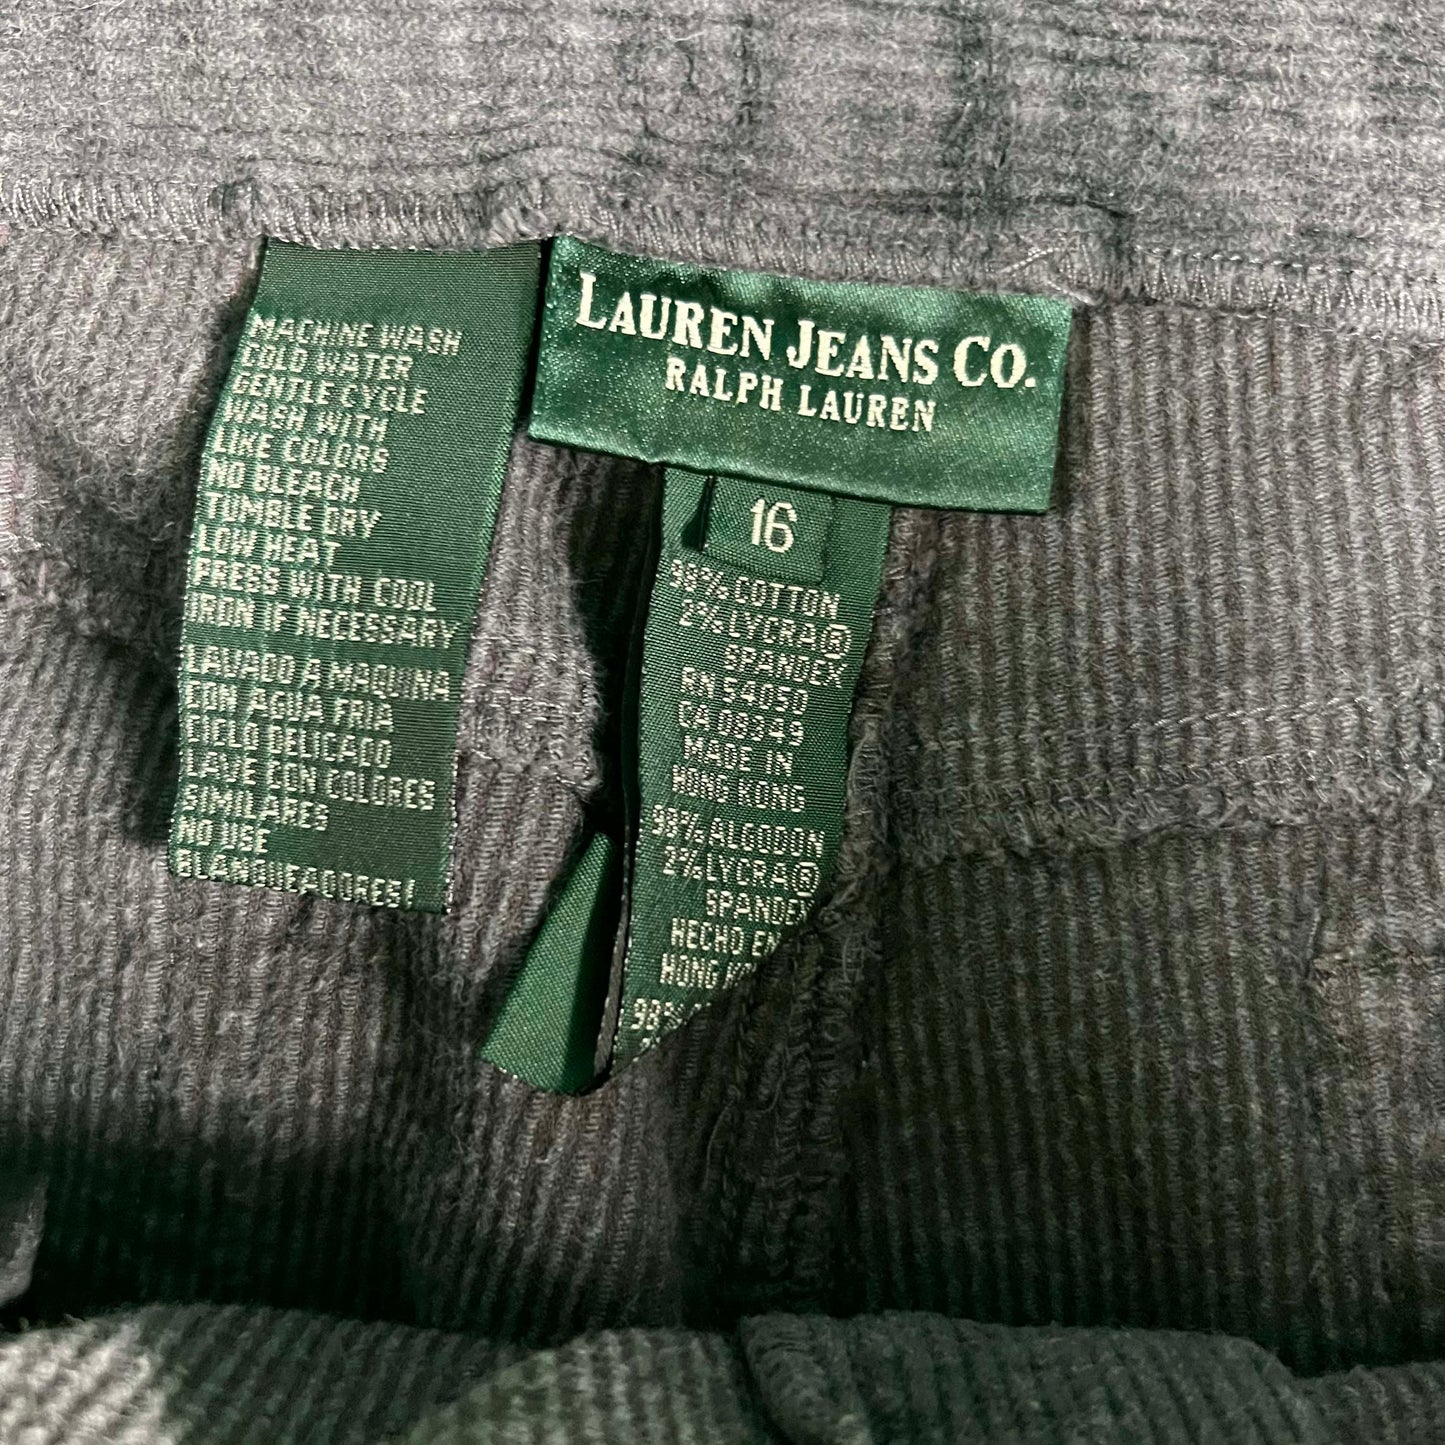 MACHINE WASH
COLD WATER
GENTLE CYCLE
WASH WITH
LIKE COLORS
NO BLEACH
TUMBLE DRY
LOW HEAT
PRESS WITH COOL
IRON IF NECESSARY
LAVADO A MAQUINA
CON AGUA FRIA
CICLO DELICADO
LAVE CON COLORES
SIMILARES
NO USE
BLANQUEADORES!
LAUREN JEANS CO.
RALPH LAUREN
16
98% COTTON
2% LYCRA®
SPANDEX
RN 54050
CA 08349
MADE IN
HONG KONG
98% ALGODON
2% LYCRA®
SPANDEX
HECHO EN
HONG
98%